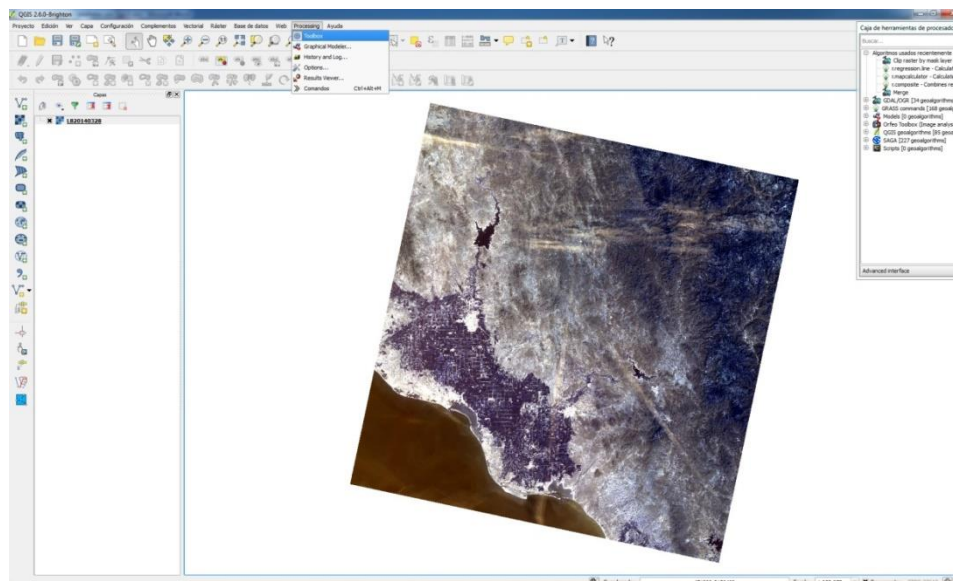 QGIS 2.6.0-Brighton
Proyecto Edición Ver Capa Configuración Complementos Vectorial Ráster Base de datos Web Processing Ayuda
Toolbox
Graphical Modeler...
History and Log...
Options...
Results Viewer...
Comandos Ctrl+Alt+M
Capas
LB20140328
Caja de herramientas de procesado
Buscar...
Algoritmos usados recientemente
Clip raster by mask layer
r.regression.line - Calculat
r.mapcalculator - Calculat
r.composite - Combines re
Merge
GDAL/OGR [34 geoalgorithms]
GRASS commands [168 geoalg
Models [0 geoalgorithms]
Orfeo Toolbox (Image analys
QGIS geoalgorithms [85 geoa
SAGA [227 geoalgorithms]
Scripts [0 geoalgorithms]
Advanced interface